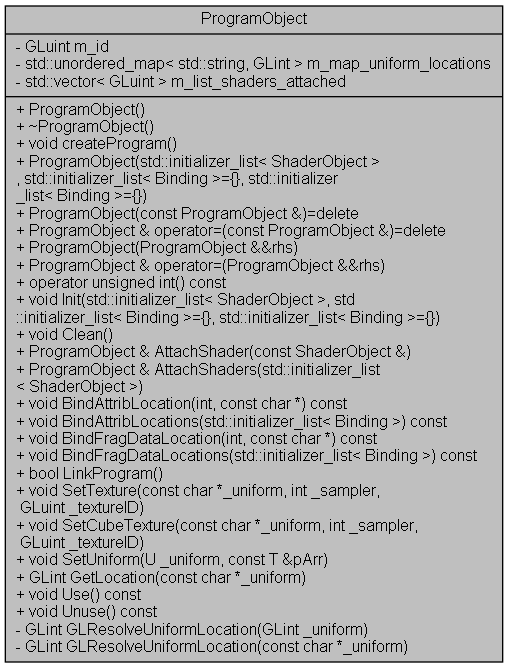 ProgramObject
- GLuint m_id
- std::unordered_map< std::string, GLint > m_map_uniform_locations
- std::vector< GLuint > m_list_shaders_attached
+ ProgramObject()
+ ~ProgramObject()
+ void createProgram()
+ ProgramObject(std::initializer_list< ShaderObject >
, std::initializer_list< Binding >={}, std::initializer
_list< Binding >={})
+ ProgramObject(const ProgramObject &)=delete
+ ProgramObject & operator=(const ProgramObject &)=delete
+ ProgramObject(ProgramObject &&rhs)
+ ProgramObject & operator=(ProgramObject &&rhs)
+ operator unsigned int() const
+ void Init(std::initializer_list< ShaderObject >, std
::initializer_list< Binding >={}, std::initializer_list< Binding >={})
+ void Clean()
+ ProgramObject & AttachShader(const ShaderObject &)
+ ProgramObject & AttachShaders(std::initializer_list
< ShaderObject >)
+ void BindAttribLocation(int, const char *) const
+ void BindAttribLocations(std::initializer_list< Binding >) const
+ void BindFragDataLocation(int, const char *) const
+ void BindFragDataLocations(std::initializer_list< Binding >) const
+ bool LinkProgram()
+ void SetTexture(const char *_uniform, int _sampler,
GLuint _textureID)
+ void SetCubeTexture(const char *_uniform, int _sampler,
GLuint _textureID)
+ void SetUniform(U _uniform, const T &pArr)
+ GLint GetLocation(const char *_uniform)
+ void Use() const
+ void Unuse() const
- GLint GLResolveUniformLocation(GLint _uniform)
- GLint GLResolveUniformLocation(const char *_uniform)